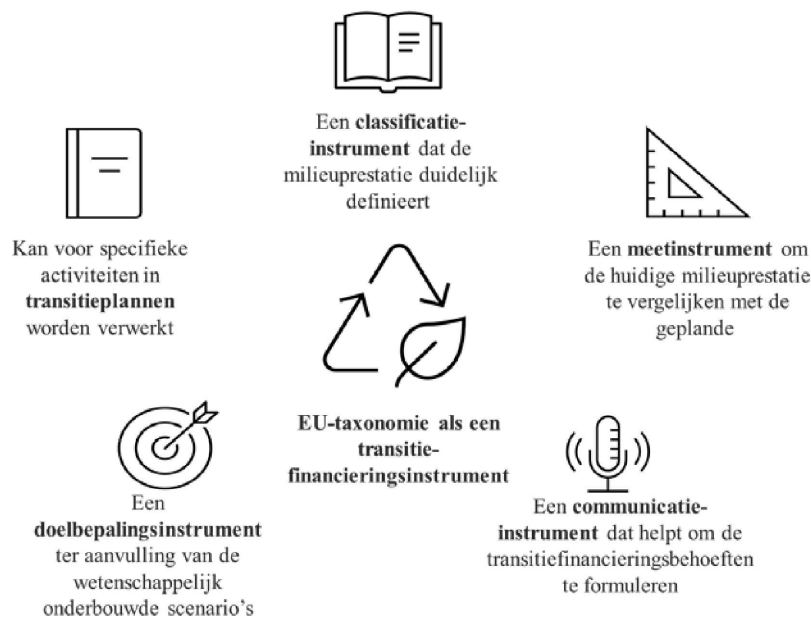 Een classificatie-
instrument dat de
milieuprestatie duidelijk
definieert
Kan voor specifieke
activiteiten in
transitieplannen
worden verwerkt
Een meetinstrument om
de huidige milieuprestatie
te vergelijken met de
geplande
EU-taxonomie als een
transitie-
financieringsinstrument
Een
doelbepalingsinstrument
ter aanvulling van de
wetenschappelijk
onderbouwde scenario's
Een communicatie-
instrument dat helpt om de
transitiefinancieringsbehoeften
te formuleren